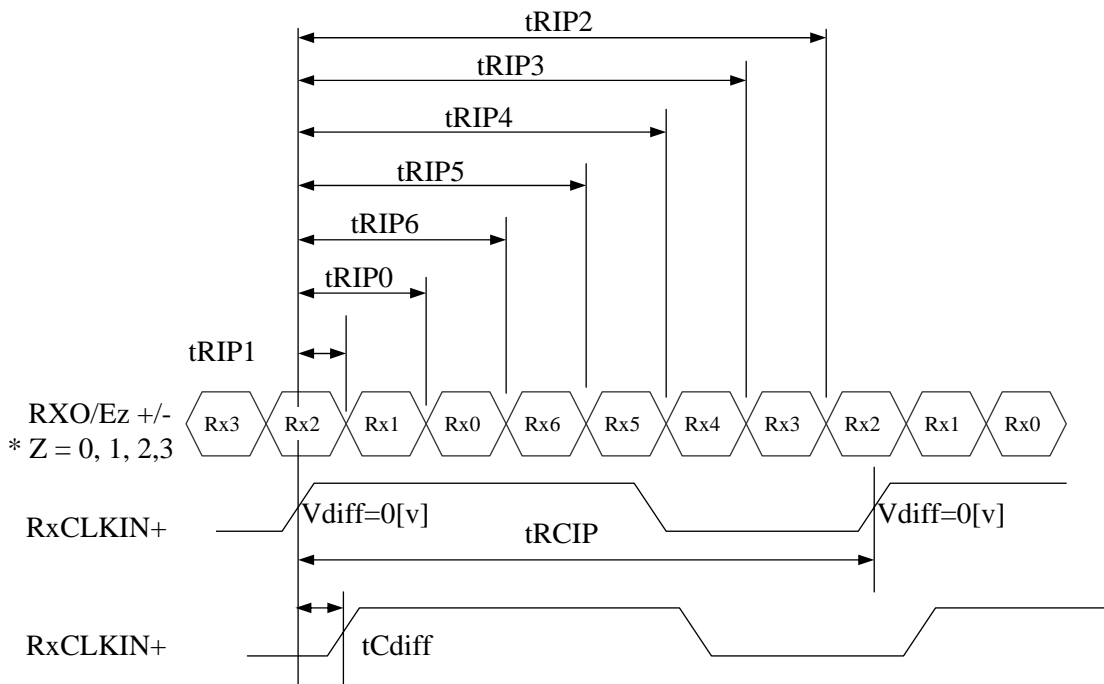 tRIP2
tRIP3
tRIP4
tRIP5
tRIP6
tRIP0
tRIP1
RXO/Ez +/-
* Z = 0, 1, 2,3
Rx3 Rx2 Rx1 Rx0 Rx6 Rx5 Rx4 Rx3 Rx2 Rx1 Rx0
RxCLKIN+ Vdiff=0[v] Vdiff=0[v]
tRCIP
RxCLKIN+ tCdiff